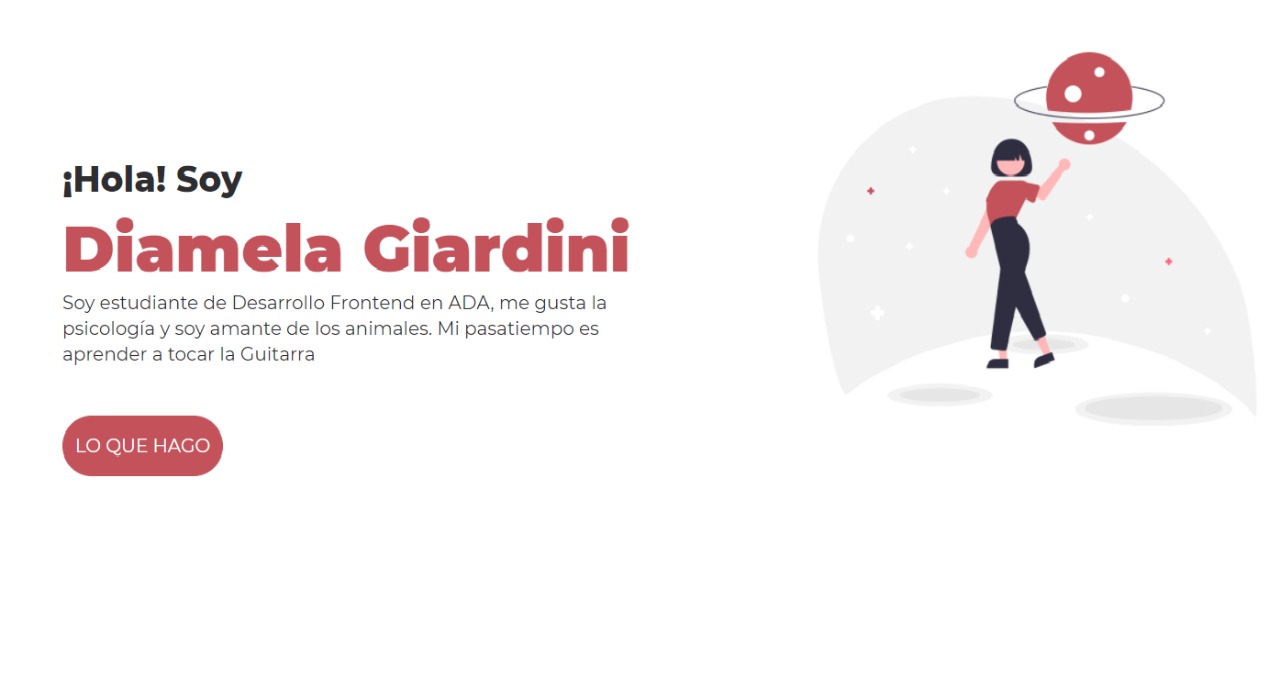 ¡Hola! Soy
Diamela Giardini
Soy estudiante de Desarrollo Frontend en ADA, me gusta la
psicología y soy amante de los animales. Mi pasatiempo es
aprender a tocar la Guitarra
LO QUE HAGO